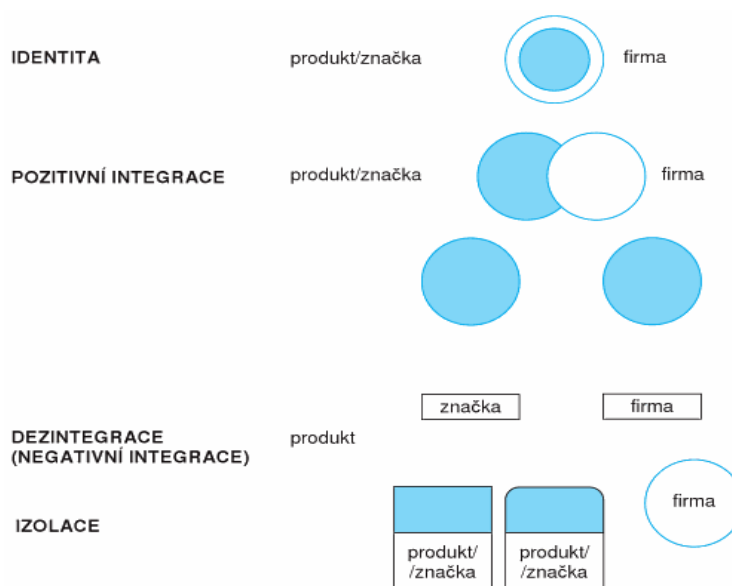 IDENTITA produkt/značka firma
POZITIVNÍ INTEGRACE produkt/značka firma
značka firma
DEZINTEGRACE produkt
(NEGATIVNÍ INTEGRACE)
firma
IZOLACE
produkt/ produkt/
/značka /značka